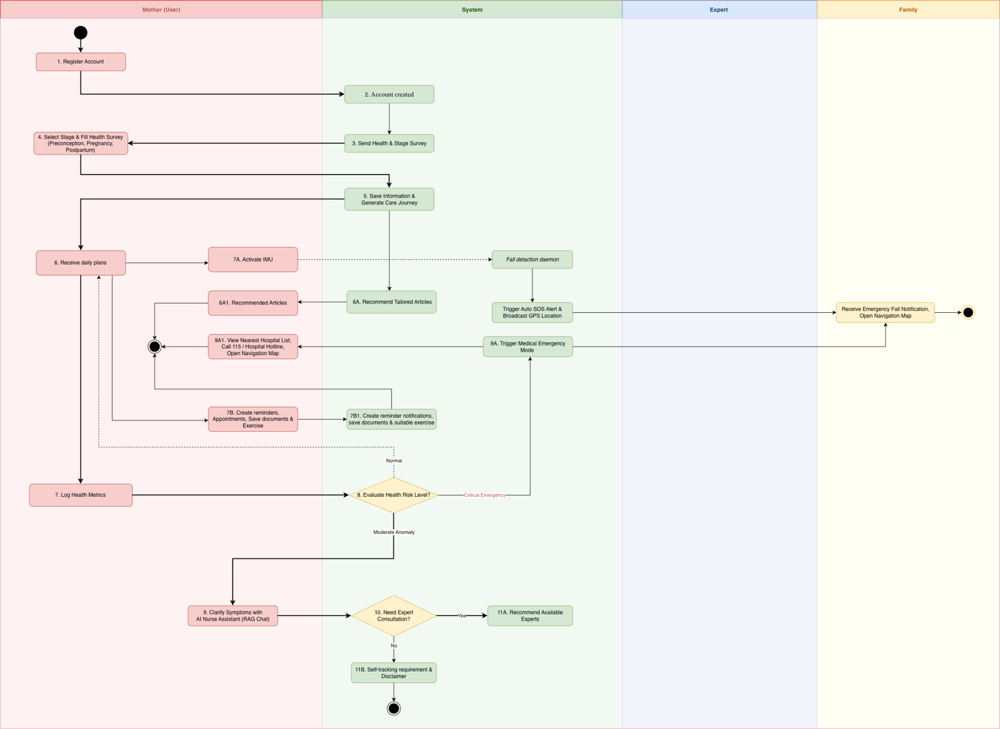 Mother (User)
System
Expert
Family
1. Register Account
2. Account created
3. Send Health & Stage Survey
4. Select Stage & Fill Health Survey
(Preconception, Pregnancy,
Postpartum)
5. Save Information &
Generate Care Journey
6. Receive daily plans
7A. Activate IMU
Fall detaction daemon
6A1. Recommended Articles
6A. Recommend Tailored Articles
Trigger Auto SOS Alert &
Broadcast GPS Location
Receive Emergency Fall Notification,
Open Navigation Map
9A1. View Nearest Hospital List,
Call 115 / Hospital Hotline,
Open Navigation Map
9A. Trigger Medical Emergency
Mode
7B. Create reminders,
Appointments, Save documents &
Exercise
7B1. Create reminder notifications,
save documents & suitable exercise
Normal
7. Log Health Metrics
8. Evaluate Health Risk Level?
Critical Emergency
Moderate Anomaly
9. Clarify Symptoms with
AI Nurse Assistant (RAG Chat)
10. Need Expert
Consultation?
Yes
11A. Recommend Available
Experts
No
11B. Self-tracking requirement &
Disclaimer